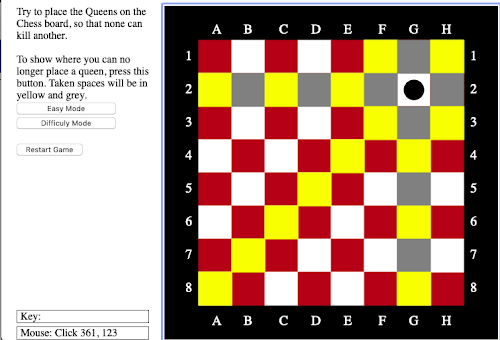 Try to place the Queens on the
Chess board, so that none can
kill another.
To show where you can no
longer place a queen, press this
button. Taken spaces will be in
yellow and grey.
Easy Mode
Difficuly Mode
Restart Game
A B C D E F G H
1 1
2 2
3 3
4 4
5 5
6 6
7 7
8 8
A B C D E F G H
Key:
Mouse: Click 361, 123